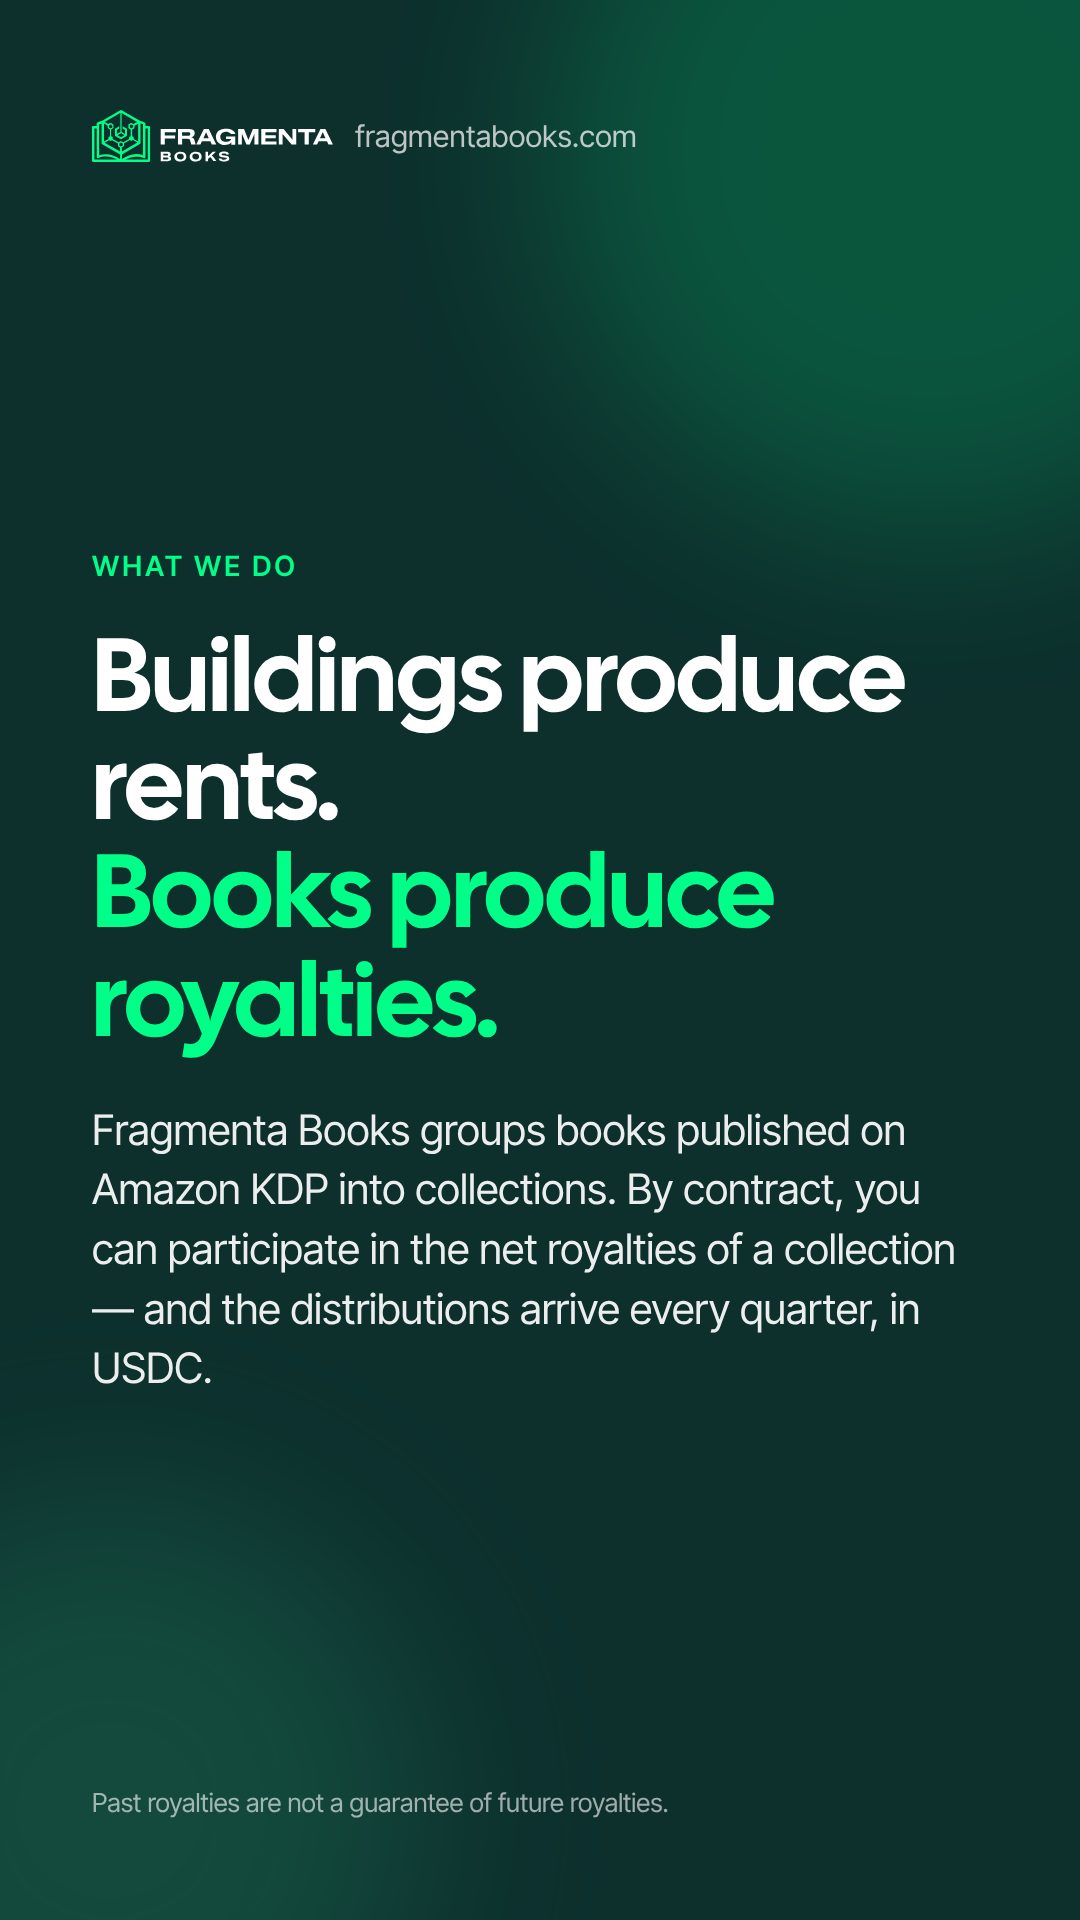 FRAGMENTA
BOOKS
fragmentabooks.com
WHAT WE DO
Buildings produce
rents.
Books produce
royalties.
Fragmenta Books groups books published on
Amazon KDP into collections. By contract, you
can participate in the net royalties of a collection
— and the distributions arrive every quarter, in
USDC.
Past royalties are not a guarantee of future royalties.